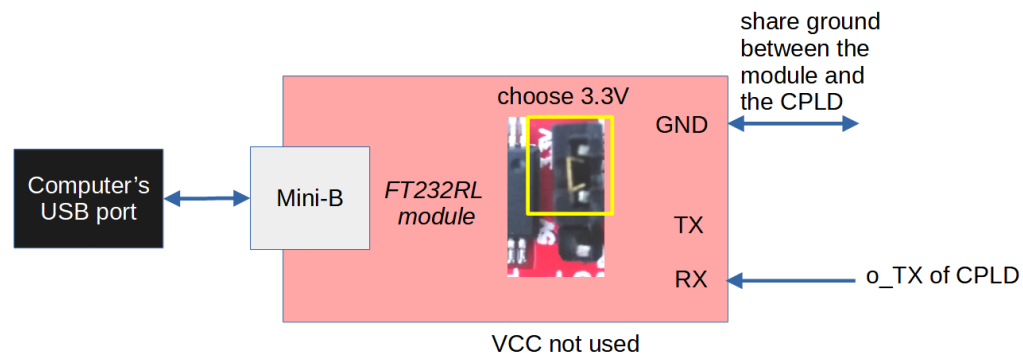 share ground
between the
module and
the CPLD
choose 3.3V
GND
Computer's
USB port
Mini-B
FT232RL
module
TX
RX
o_TX of CPLD
VCC not used